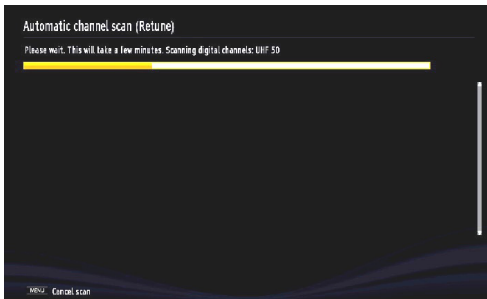 Automatic channel scan (Retune)
Please wait. This will take a few minutes. Scanning digital channels: UHF 50
MENU Cancel scan